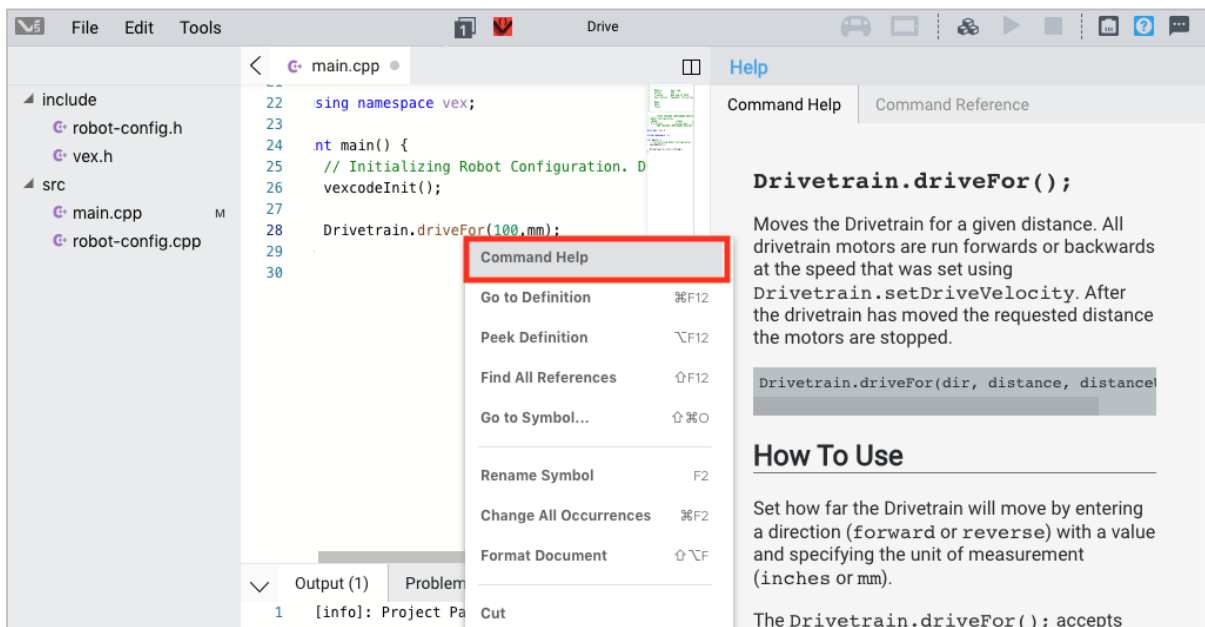 V5 File Edit Tools 1 Drive
main.cpp
include
robot-config.h
vex.h
src
main.cpp M
robot-config.cpp
22 sing namespace vex;
23
24 nt main() {
25 // Initializing Robot Configuration. D
26 vexcodeInit();
27
28 Drivetrain.driveFor(100,mm);
29
30
Command Help
Go to Definition ⌘F12
Peek Definition ⌥F12
Find All References ⇧F12
Go to Symbol... ⇧⌘O
Rename Symbol F2
Change All Occurrences ⌘F2
Format Document ⇧⌥F
Cut
Output (1) Problem
1 [info]: Project Pa
Help
Command Help Command Reference
Drivetrain.driveFor();
Moves the Drivetrain for a given distance. All
drivetrain motors are run forwards or backwards
at the speed that was set using
Drivetrain.setDriveVelocity. After
the drivetrain has moved the requested distance
the motors are stopped.
Drivetrain.driveFor(dir, distance, distance
How To Use
Set how far the Drivetrain will move by entering
a direction (forward or reverse) with a value
and specifying the unit of measurement
(inches or mm).
The Drivetrain.driveFor(); accepts